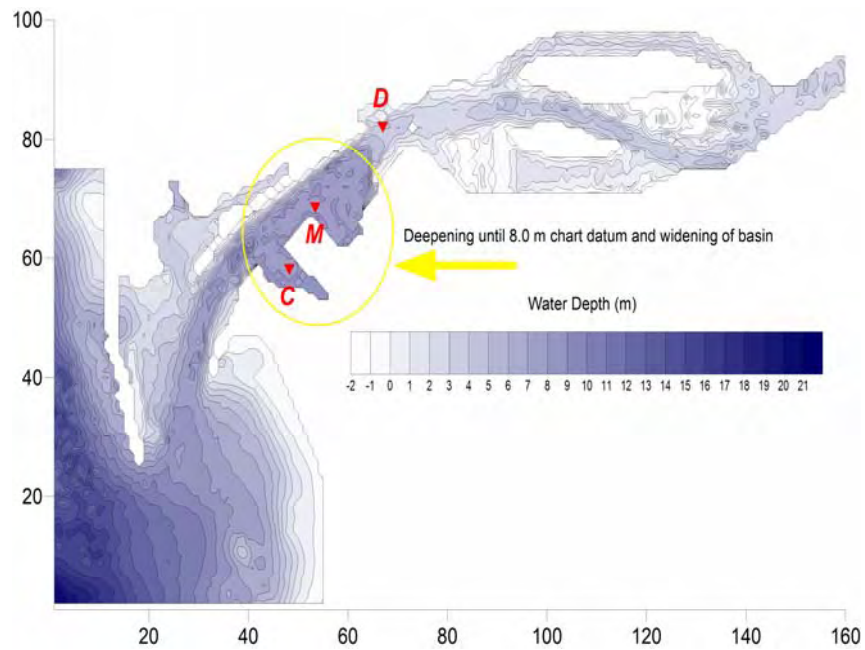 100
80
60
40
20
D
M
C
Deepening until 8.0 m chart datum and widening of basin
Water Depth (m)
-2 -1 0 1 2 3 4 5 6 7 8 9 10 11 12 13 14 15 16 17 18 19 20 21
20 40 60 80 100 120 140 160